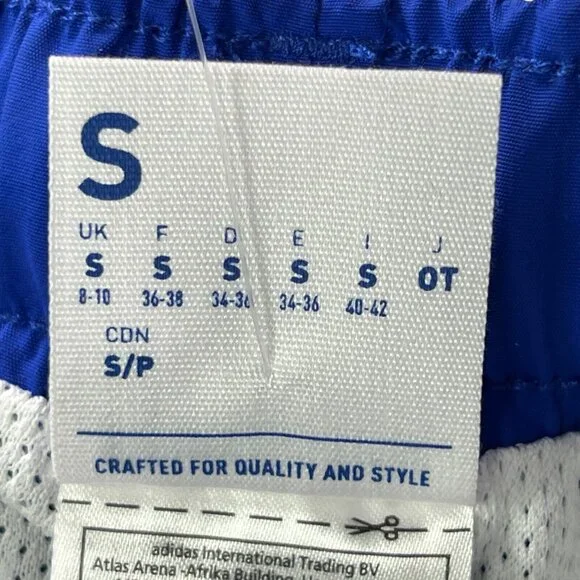 S
UK F D E I J
S S S S S OT
8-10 36-38 34-36 34-36 40-42
CDN
S/P
CRAFTED FOR QUALITY AND STYLE
adidas International Trading BV
Atlas Arena -Afrika Building,